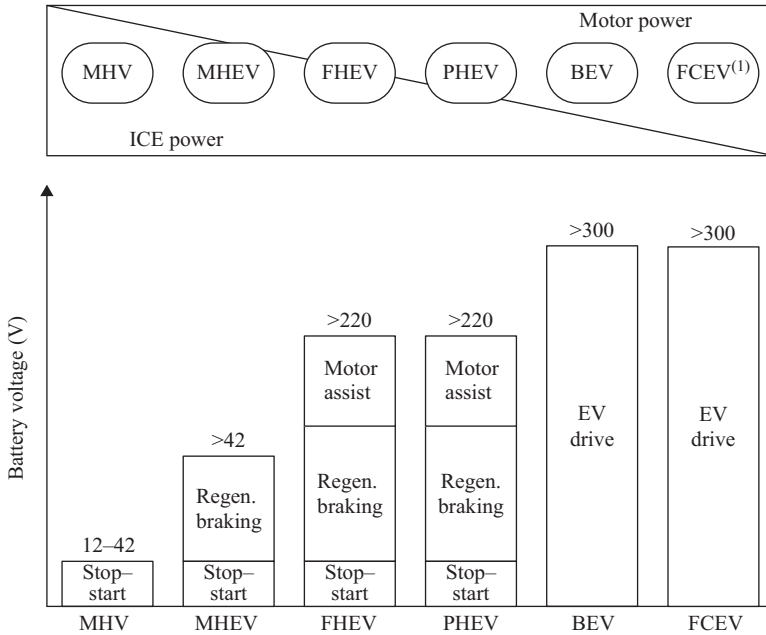 Motor power
MHV
MHEV
FHEV
PHEV
BEV
FCEV(1)
ICE power
Battery voltage (V)
12–42
Stop–
start
MHV
>42
Regen.
braking
Stop–
start
MHEV
>220
Motor
assist
Regen.
braking
Stop–
start
FHEV
>220
Motor
assist
Regen.
braking
Stop–
start
PHEV
>300
EV
drive
BEV
>300
EV
drive
FCEV